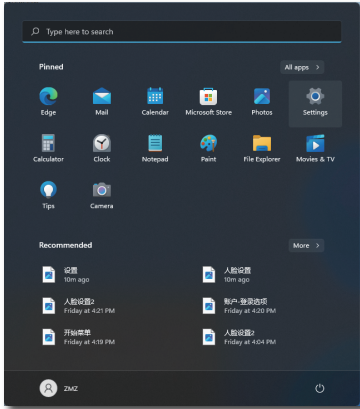 Type here to search
Pinned
All apps >
Edge
Mail
Calendar
Microsoft Store
Photos
Settings
Calculator
Clock
Notepad
Paint
File Explorer
Movies & TV
Tips
Camera
Recommended
More >
设置
10m ago
人脸设置
10m ago
人脸设置2
Friday at 4:21 PM
账户-登录选项
Friday at 4:20 PM
开始菜单
Friday at 4:19 PM
人脸设置2
Friday at 4:04 PM
ZMZ